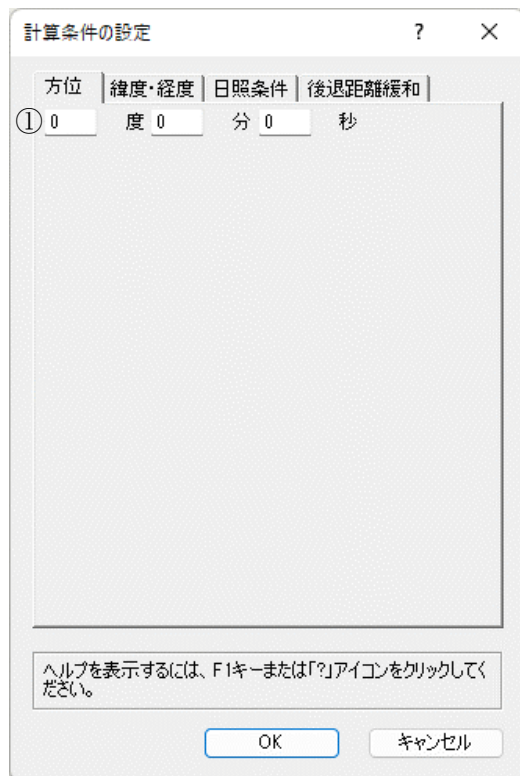 計算条件の設定 ? ×
方位 緯度・経度 日照条件 後退距離緩和
① 0 度 0 分 0 秒
ヘルプを表示するには、F1キーまたは「?」アイコンをクリックしてく
ださい。
OK キャンセル